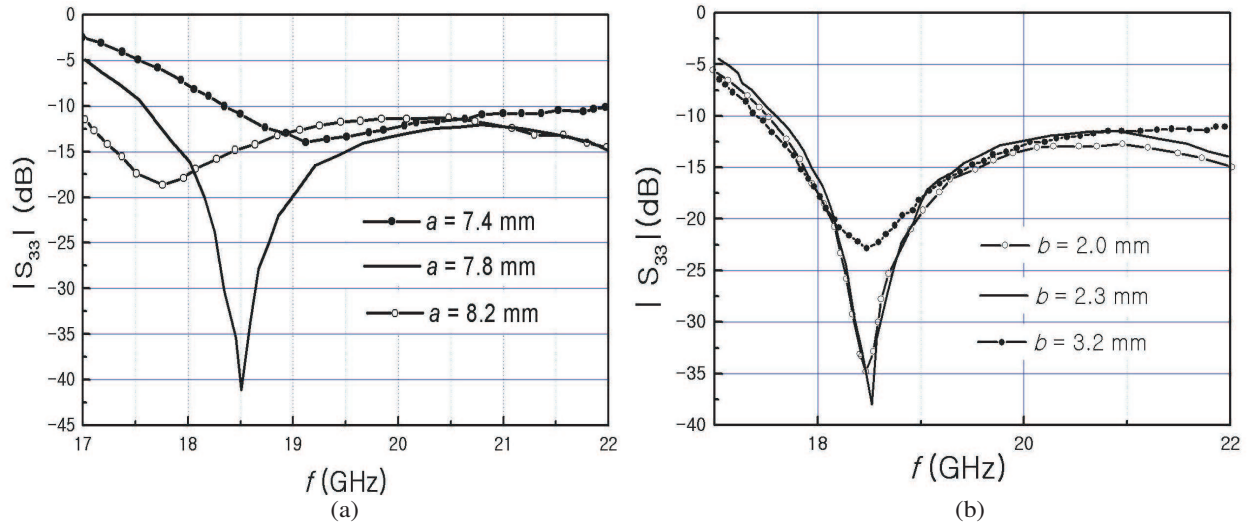 0
-5
-10
-15
-20
-25
-30
-35
-40
-45
|S33| (dB)
a = 7.4 mm
a = 7.8 mm
a = 8.2 mm
17 18 19 20 21 22
f (GHz)
(a)
0
-5
-10
-15
-20
-25
-30
-35
-40
| S33| (dB)
b = 2.0 mm
b = 2.3 mm
b = 3.2 mm
18 20 22
f (GHz)
(b)